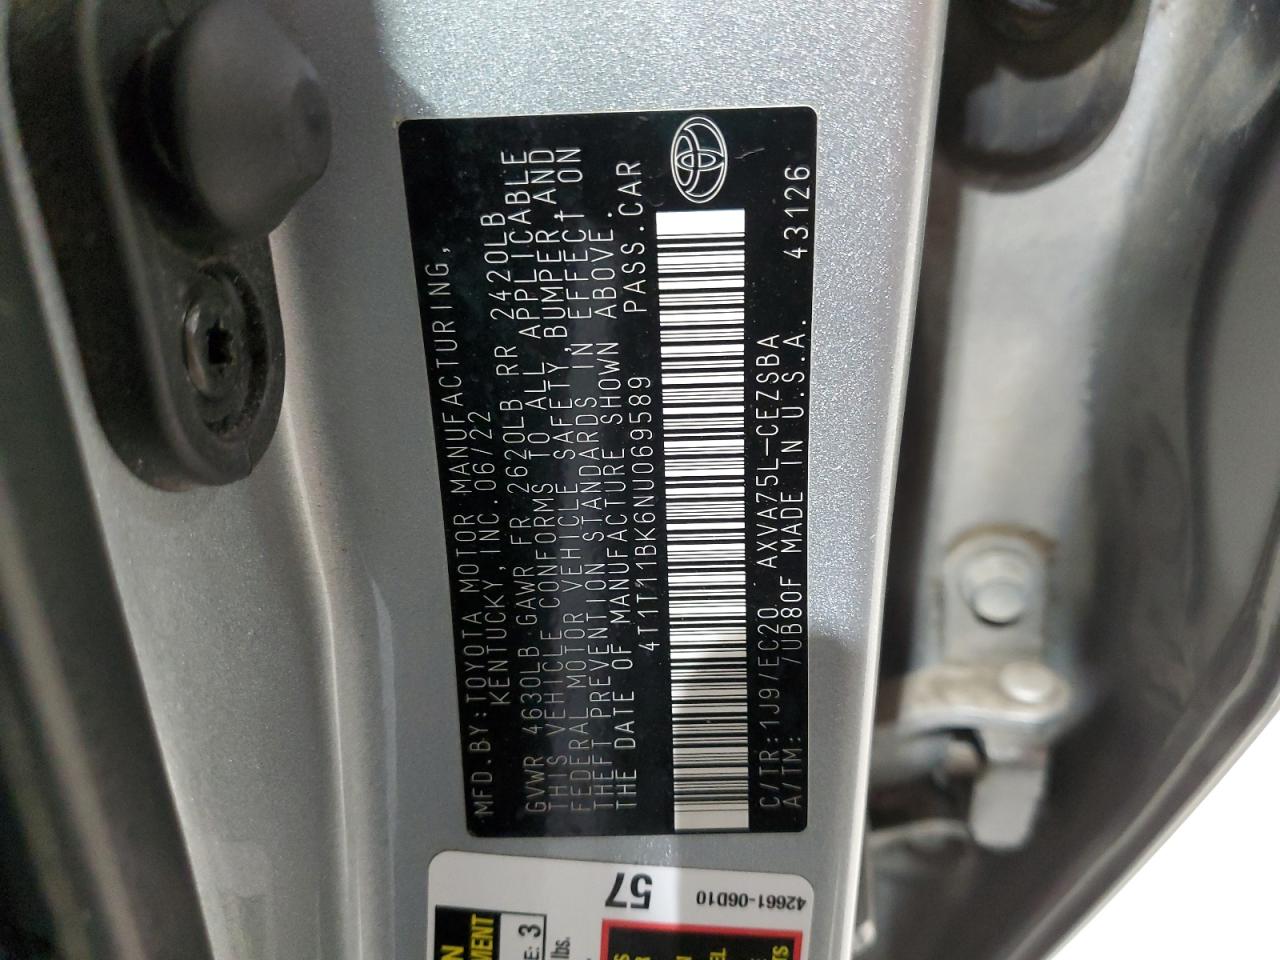 MFD.BY:TOYOTA MOTOR MANUFACTURING,
KENTUCKY,INC.06/22
GVWR 4630LB GAWR FR 2620LB RR 2420LB
THIS VEHICLE CONFORMS TO ALL APPLICABLE
FEDERAL MOTOR VEHICLE SAFETY,BUMPER,AND
THEFT PREVENTION STANDARDS IN EFFECT ON
THE DATE OF MANUFACTURE SHOWN ABOVE.
4T1T11BK6NU069589 PASS.CAR
C/TR:1J9/EC20 AXVA75L-CEZSBA
A/TM: /UB80F MADE IN U.S.A. 43126
57
42661-06D10
E: 3
lbs.